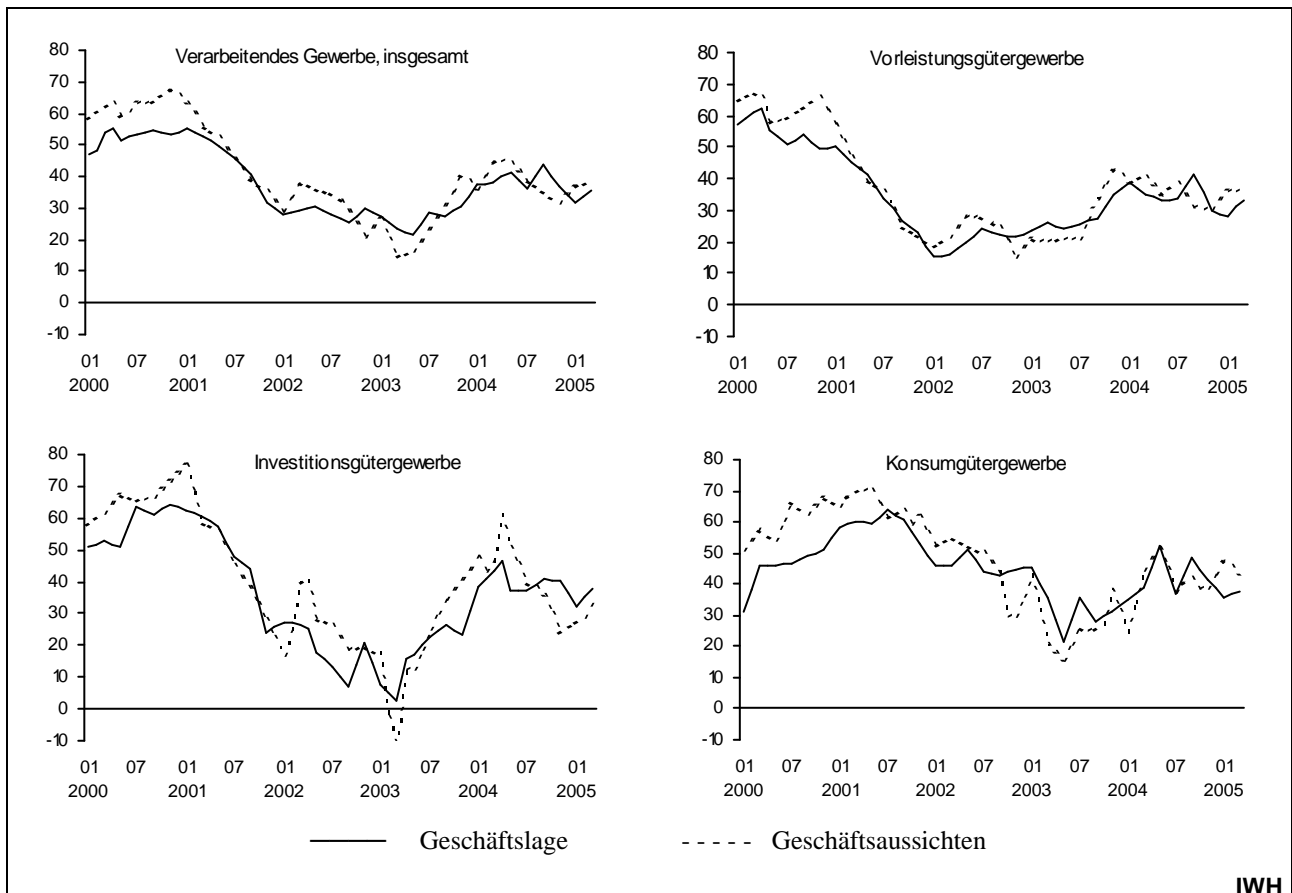 Verarbeitendes Gewerbe, insgesamt
80
70
60
50
40
30
20
10
0
-10
01 07 01 07 01 07 01 07 01 07 01
2000 2001 2002 2003 2004 2005
Vorleistungsgütergewerbe
80
70
60
50
40
30
20
10
0
-10
01 07 01 07 01 07 01 07 01 07 01
2000 2001 2002 2003 2004 2005
Investitionsgütergewerbe
80
70
60
50
40
30
20
10
0
-10
01 07 01 07 01 07 01 07 01 07 01
2000 2001 2002 2003 2004 2005
Konsumgütergewerbe
80
70
60
50
40
30
20
10
0
-10
01 07 01 07 01 07 01 07 01 07 01
2000 2001 2002 2003 2004 2005
Geschäftslage Geschäftsaussichten
IWH